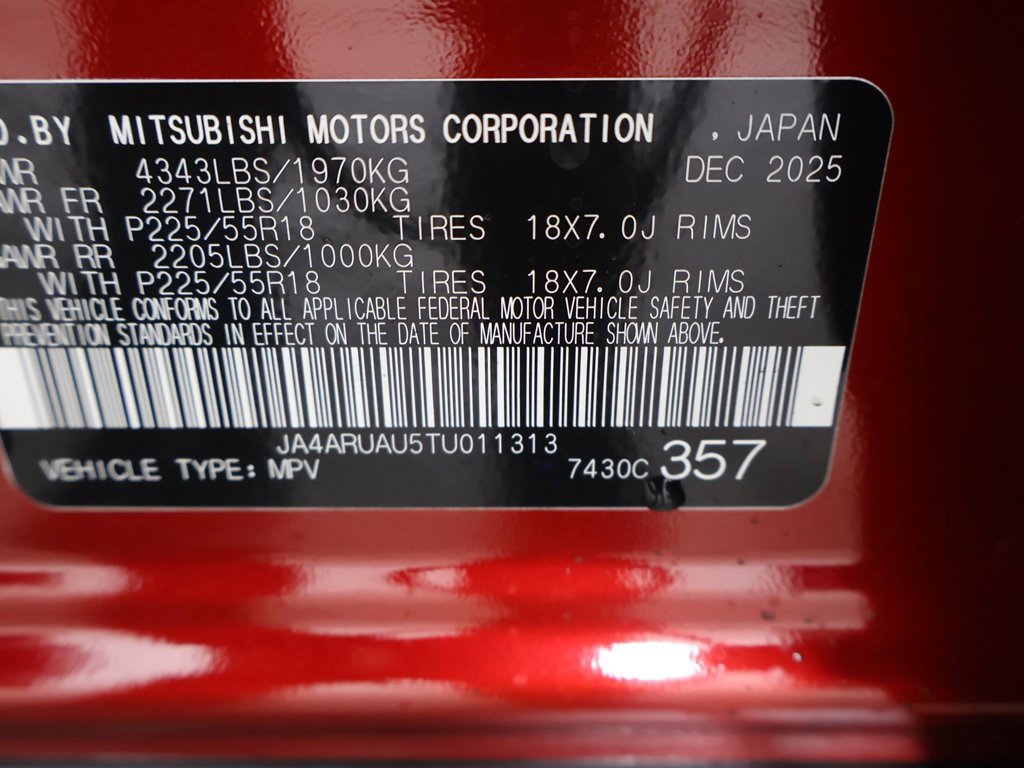 D.BY MITSUBISHI MOTORS CORPORATION , JAPAN
WR 4343LBS/1970KG DEC 2025
AWR FR 2271LBS/1030KG
WITH P225/55R18 TIRES 18X7.0J RIMS
AWR RR 2205LBS/1000KG
WITH P225/55R18 TIRES 18X7.0J RIMS
THIS VEHICLE CONFORMS TO ALL APPLICABLE FEDERAL MOTOR VEHICLE SAFETY AND THEFT
PREVENTION STANDARDS IN EFFECT ON THE DATE OF MANUFACTURE SHOWN ABOVE.
JA4ARUAU5TU011313
VEHICLE TYPE: MPV 7430C 357